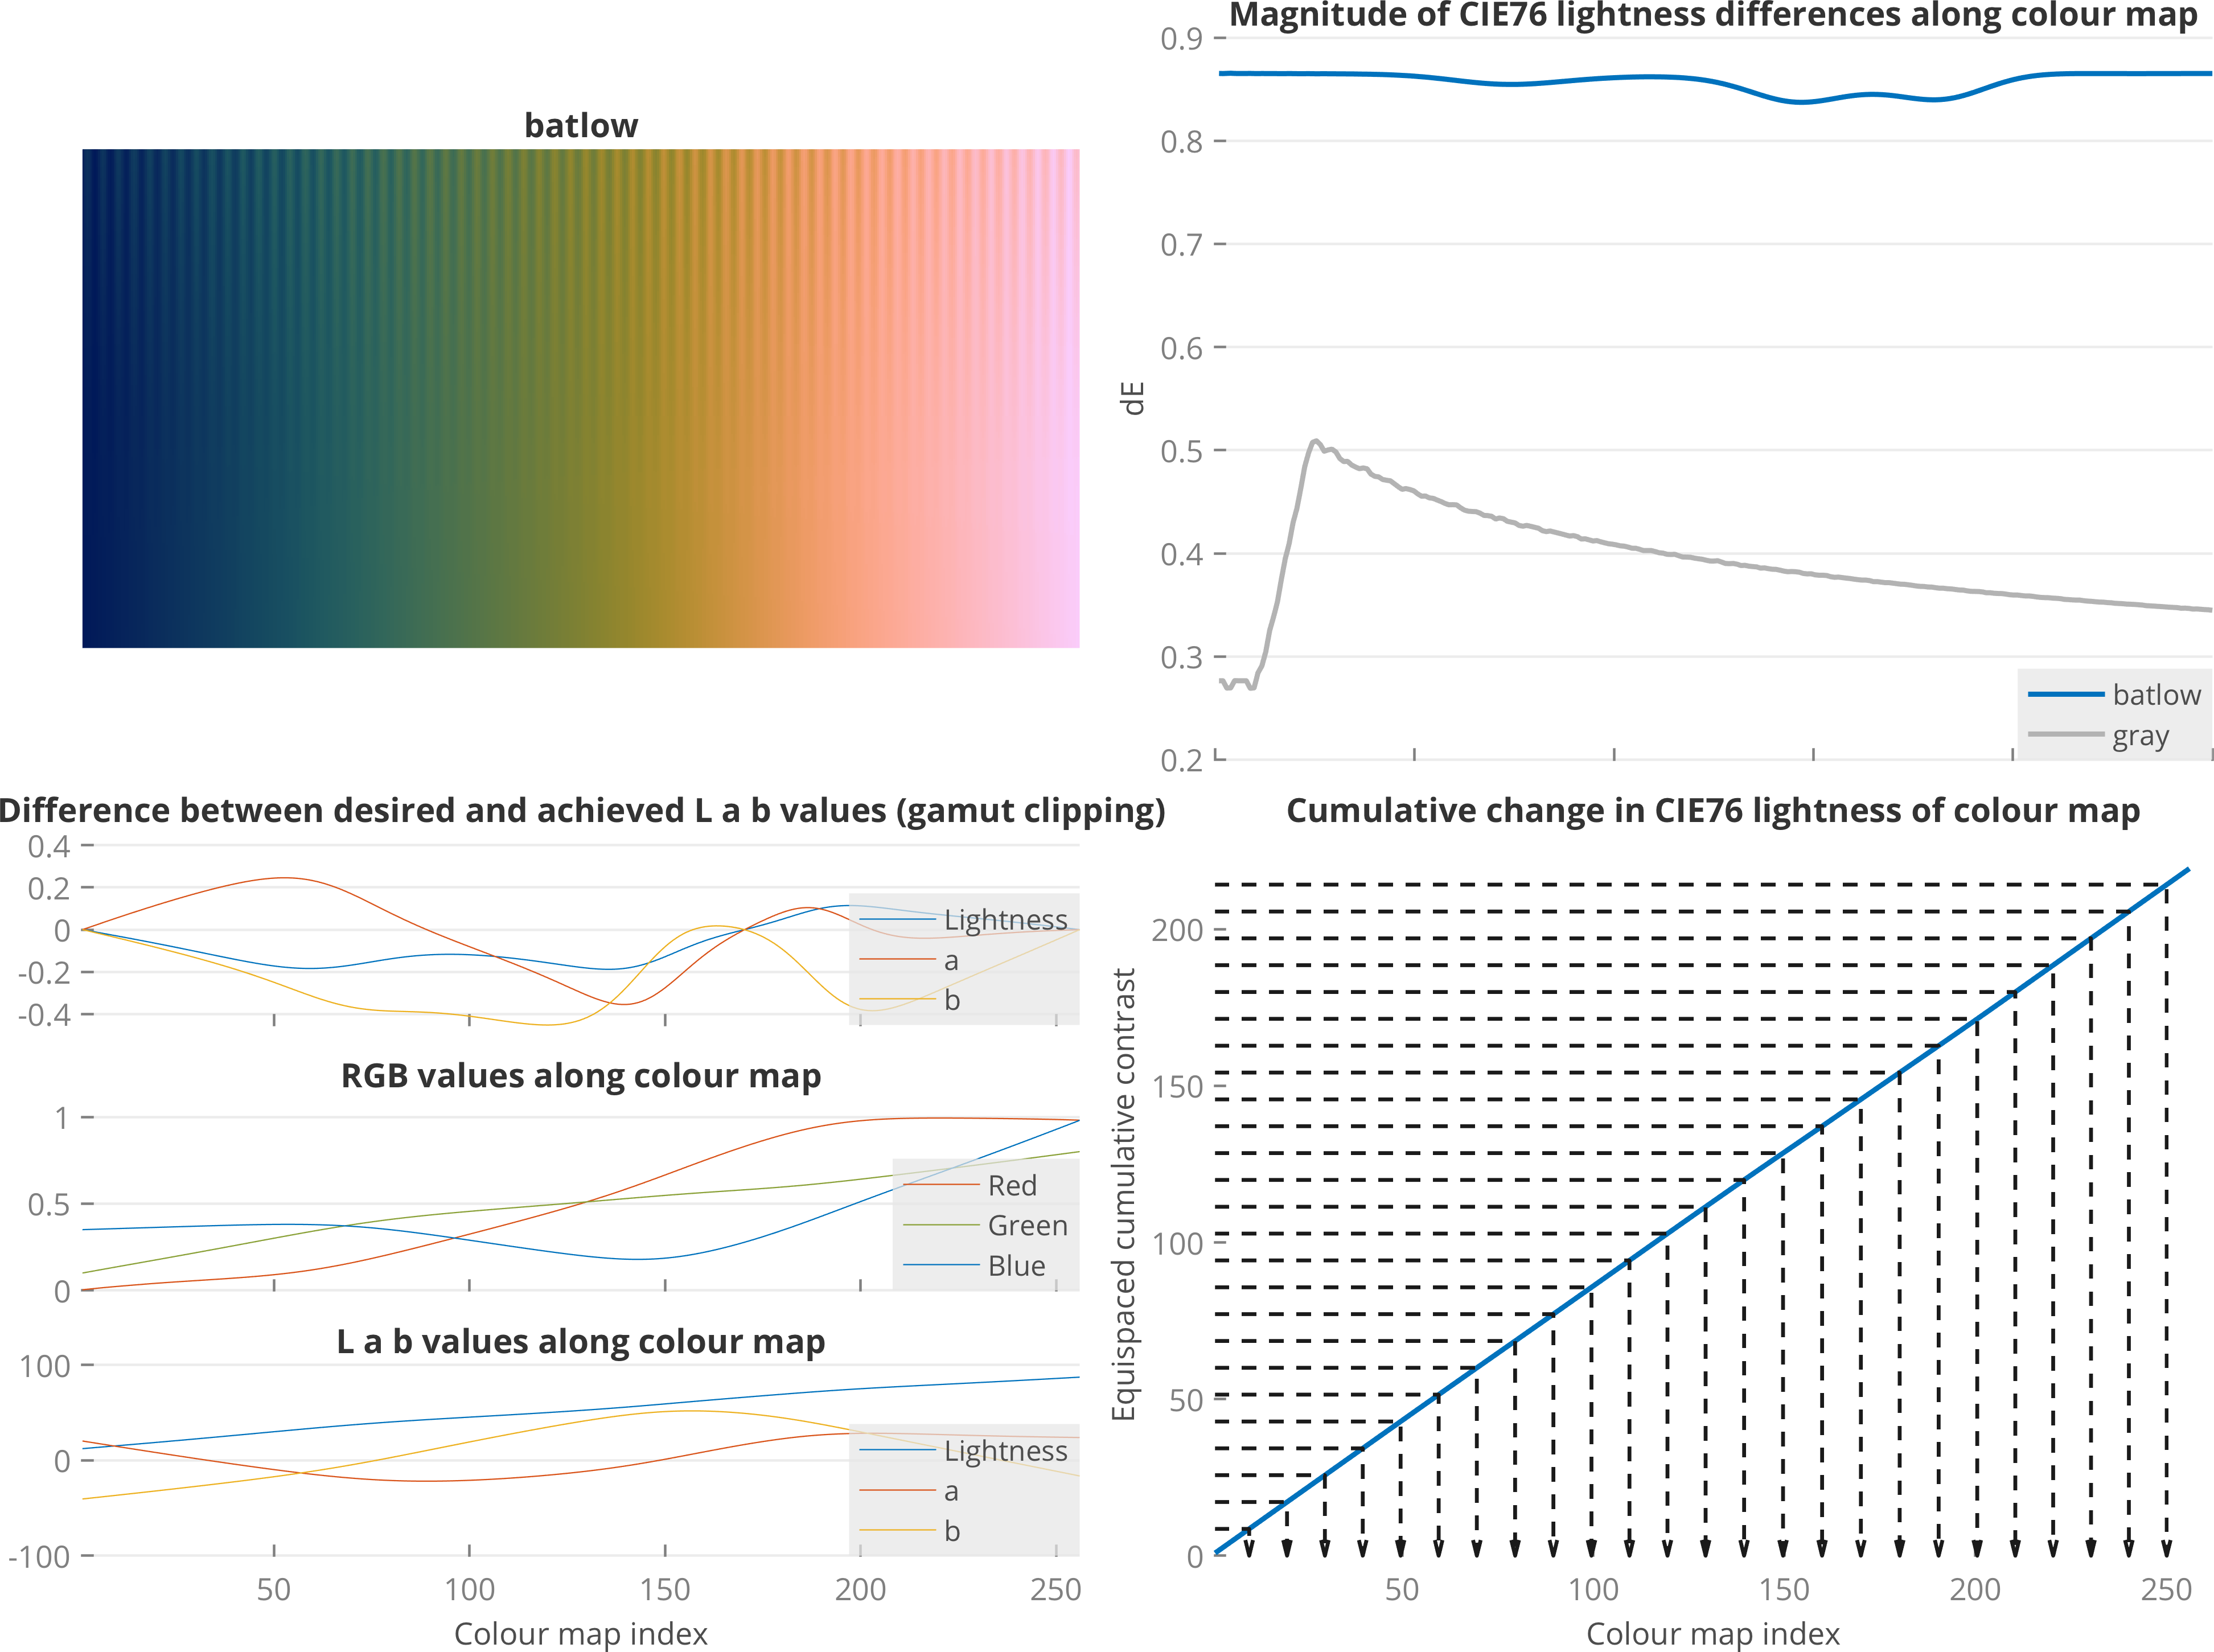 batlow
Magnitude of CIE76 lightness differences along colour map
0.9
0.8
0.7
0.6
0.5
0.4
0.3
0.2
dE
batlow
gray
Difference between desired and achieved L a b values (gamut clipping)
0.4
0.2
0
-0.2
-0.4
Lightness
a
b
RGB values along colour map
1
0.5
0
Red
Green
Blue
L a b values along colour map
100
0
-100
Lightness
a
b
50 100 150 200 250
Colour map index
Cumulative change in CIE76 lightness of colour map
200
150
100
50
0
Equispaced cumulative contrast
50 100 150 200 250
Colour map index